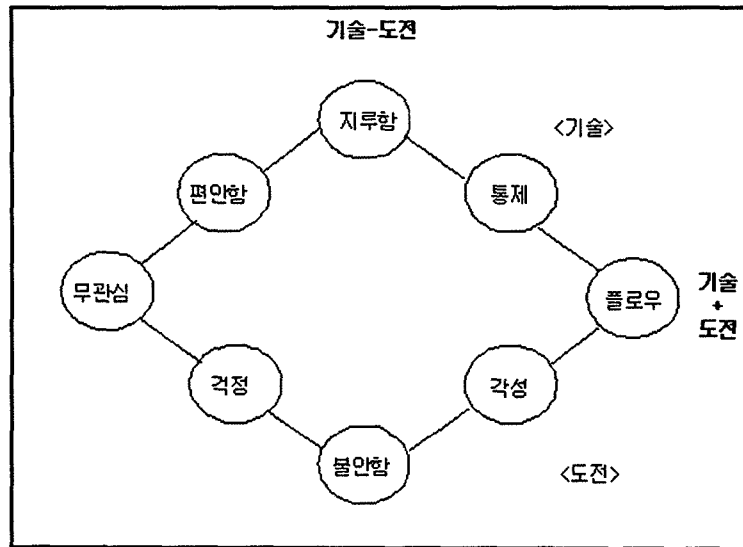 기술-도전
지루함
<기술>
편안함
통제
무관심
플로우
기술
+
도전
걱정
각성
불안함
<도전>